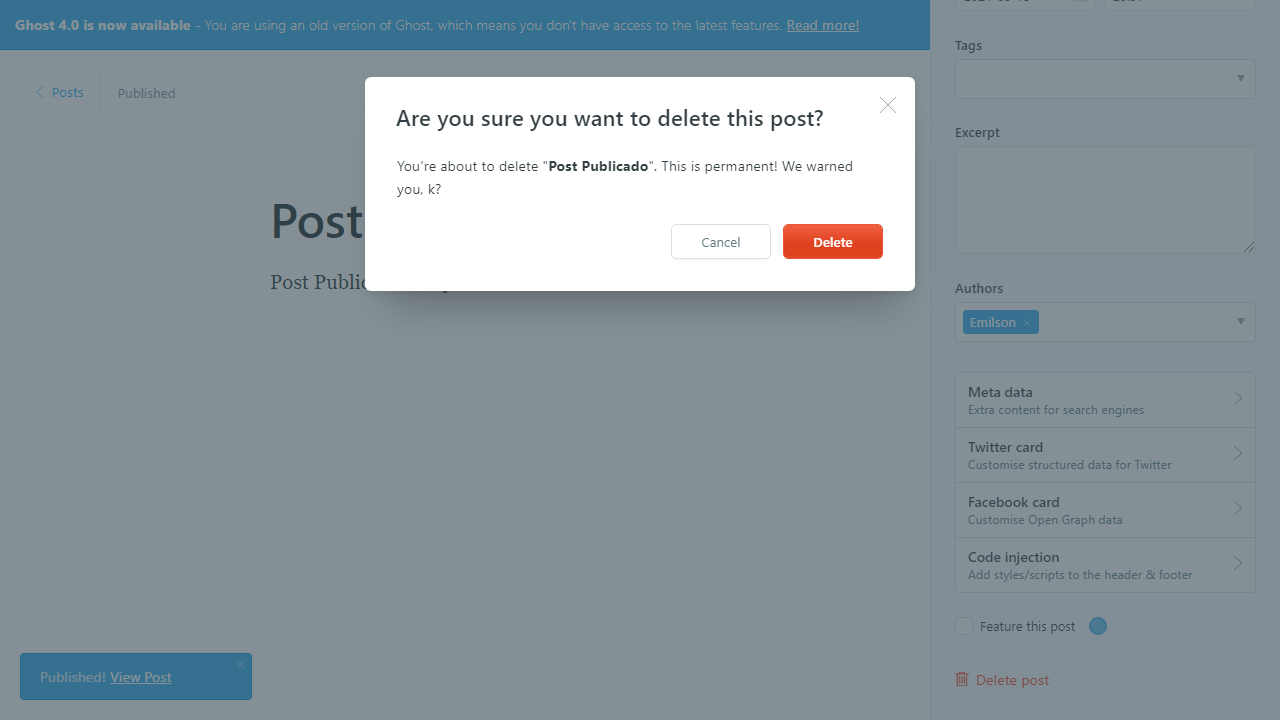 Ghost 4.0 is now available - You are using an old version of Ghost, which means you don't have access to the latest features. Read more!
Posts
Published
Are you sure you want to delete this post?
You're about to delete "Post Publicado". This is permanent! We warned
you, k?
Cancel
Delete
Post
Post Public
Tags
Excerpt
Authors
Emilson
Meta data
Extra content for search engines
Twitter card
Customise structured data for Twitter
Facebook card
Customise Open Graph data
Code injection
Add styles/scripts to the header & footer
Feature this post
Delete post
Published! View Post